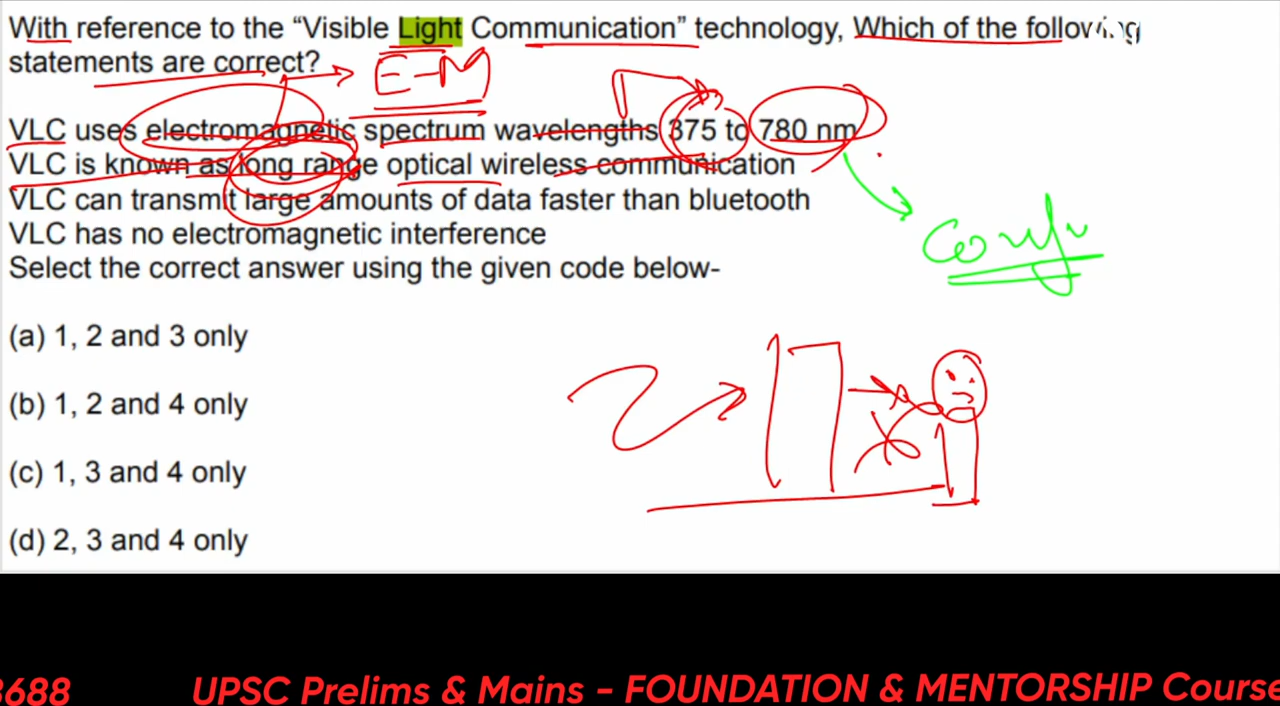 With reference to the “Visible Light Communication” technology, Which of the following
statements are correct?
E-M
VLC uses electromagnetic spectrum wavelengths 375 to 780 nm
VLC is known as long range optical wireless communication
VLC can transmit large amounts of data faster than bluetooth
VLC has no electromagnetic interference
Select the correct answer using the given code below-
(a) 1, 2 and 3 only
(b) 1, 2 and 4 only
(c) 1, 3 and 4 only
(d) 2, 3 and 4 only
3688 UPSC Prelims & Mains - FOUNDATION & MENTORSHIP Course